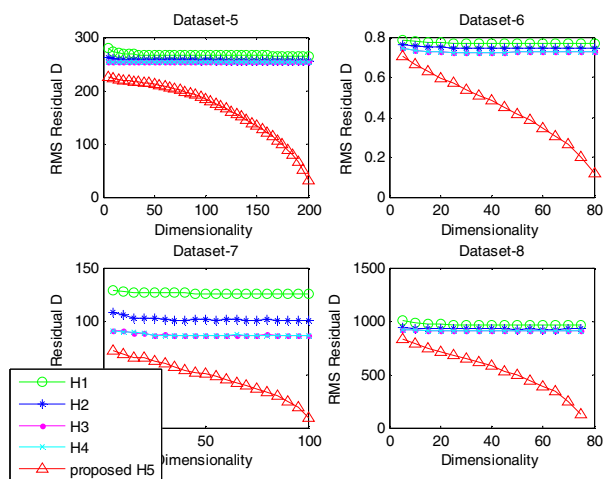 Dataset-5
300
200
100
0
RMS Residual D
0 50 100 150 200
Dimensionality
Dataset-6
0.8
0.6
0.4
0.2
0
RMS Residual D
0 20 40 60 80
Dimensionality
Dataset-7
150
100
Residual D
50 100
Dimensionality
Dataset-8
1500
1000
500
0
RMS Residual D
0 20 40 60 80
Dimensionality
H1
H2
H3
H4
proposed H5